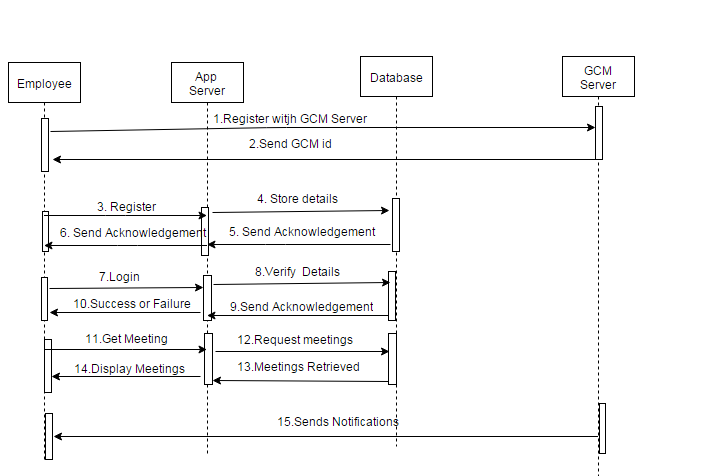 Employee
App
Server
Database
GCM
Server
1.Register witjh GCM Server
2.Send GCM id
3. Register
4. Store details
6. Send Acknowledgement
5. Send Acknowledgement
7.Login
8.Verify Details
10.Success or Failure
9.Send Acknowledgement
11.Get Meeting
12.Request meetings
14.Display Meetings
13.Meetings Retrieved
15.Sends Notifications